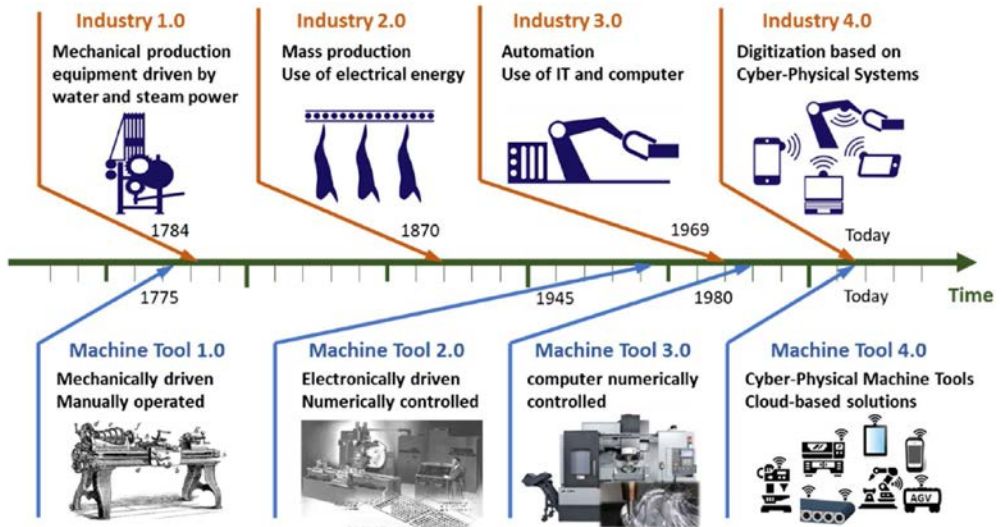 Industry 1.0
Mechanical production
equipment driven by
water and steam power
Industry 2.0
Mass production
Use of electrical energy
Industry 3.0
Automation
Use of IT and computer
Industry 4.0
Digitization based on
Cyber-Physical Systems
1784
1870
1969
Today
1775
1945
1980
Today
Time
Machine Tool 1.0
Mechanically driven
Manually operated
Machine Tool 2.0
Electronically driven
Numerically controlled
Machine Tool 3.0
computer numerically
controlled
Machine Tool 4.0
Cyber-Physical Machine Tools
Cloud-based solutions
AGV